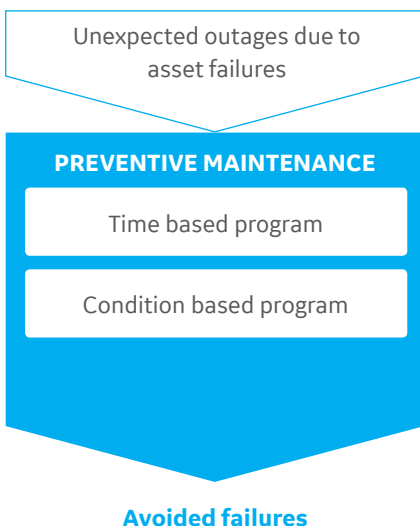 Unexpected outages due to
asset failures
PREVENTIVE MAINTENANCE
Time based program
Condition based program
Avoided failures